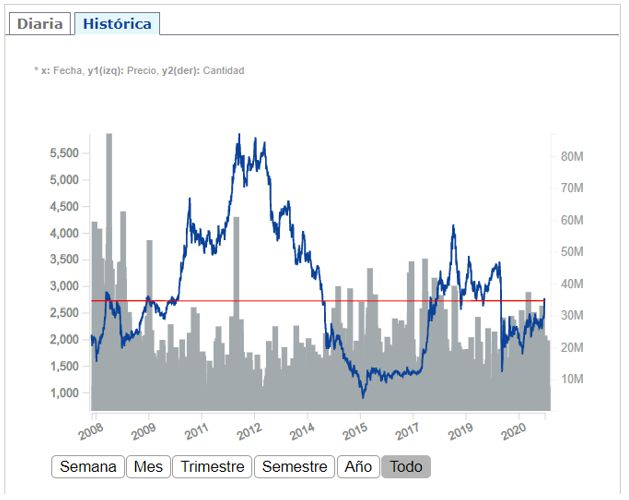 Diaria Histórica
* x: Fecha, y1(izq): Precio, y2(der): Cantidad
5,500 80M
5,000 70M
4,500 60M
4,000 50M
3,500
3,000 40M
2,500 30M
2,000 20M
1,500
1,000 10M
2008 2009 2011 2012 2014 2015 2017 2019 2020
Semana Mes Trimestre Semestre Año Todo